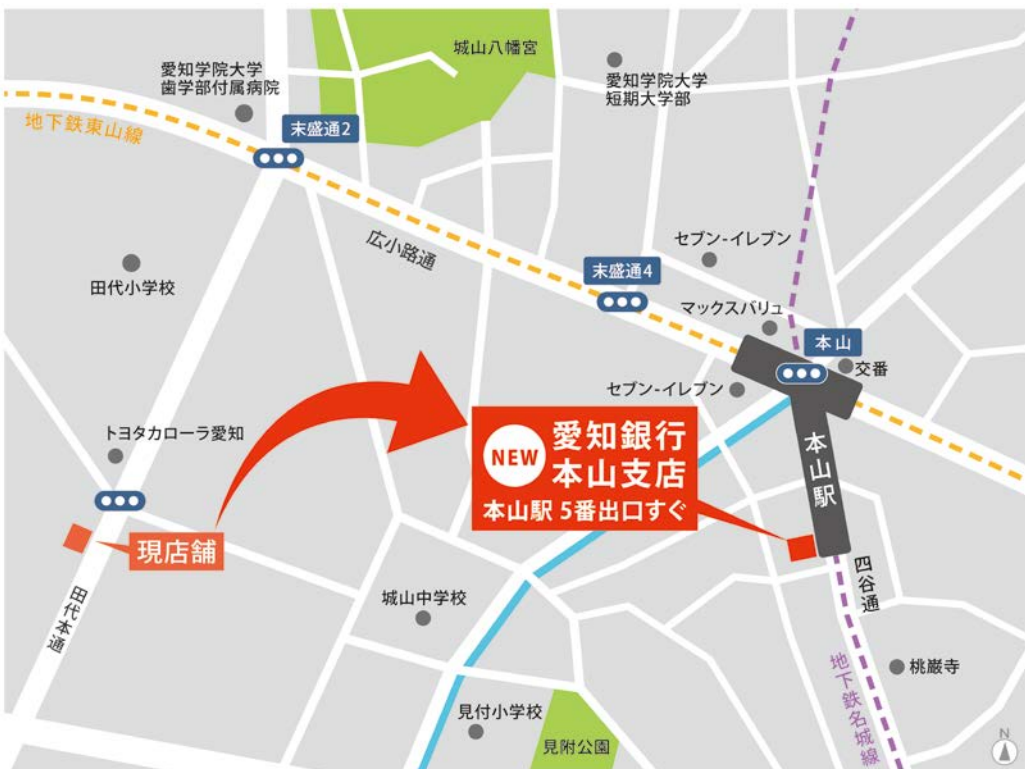 城山八幡宮
愛知学院大学
歯学部付属病院
愛知学院大学
短期大学部
地下鉄東山線
末盛通2
広小路通
セブン-イレブン
田代小学校
末盛通4
マックスバリュ
本山
交番
セブン-イレブン
トヨタカローラ愛知
NEW
愛知銀行
本山支店
本山駅 5番出口すぐ
本山駅
現店舗
四谷通
田代本通
城山中学校
地下鉄名城線
桃巌寺
見付小学校
見附公園
N